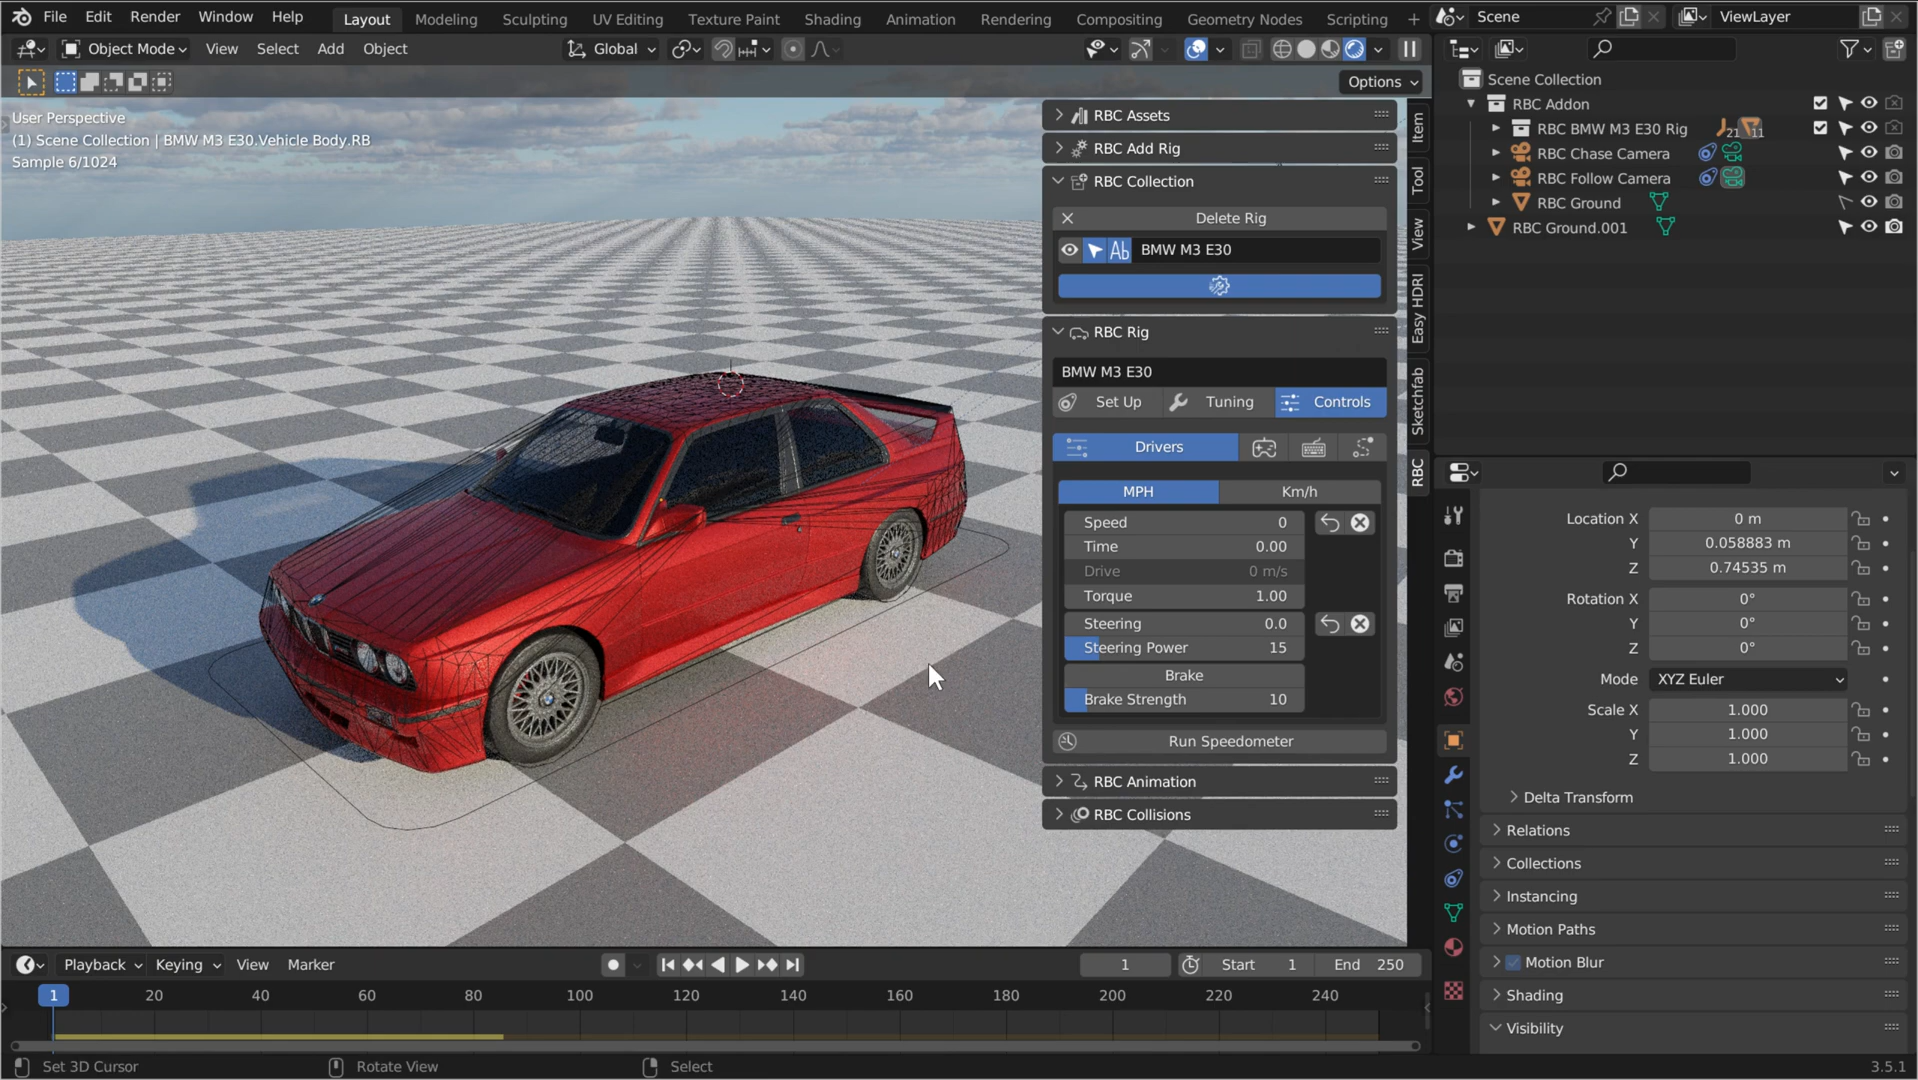 File Edit Render Window Help Layout Modeling Sculpting UV Editing Texture Paint Shading Animation Rendering Compositing Geometry Nodes Scripting + Scene ViewLayer
Object Mode View Select Add Object Global
Options
User Perspective
(1) Scene Collection | BMW M3 E30.Vehicle Body.RB
Sample 6/1024
RBC Assets
RBC Add Rig
RBC Collection
Delete Rig
Ab BMW M3 E30
RBC Rig
BMW M3 E30
Set Up Tuning Controls
Drivers
MPH Km/h
Speed 0
Time 0.00
Drive 0 m/s
Torque 1.00
Steering 0.0
Steering Power 15
Brake
Brake Strength 10
Run Speedometer
RBC Animation
RBC Collisions
Item
Tool
View
Easy HDRI
Sketchfab
RBC
Scene Collection
RBC Addon
RBC BMW M3 E30 Rig 21 11
RBC Chase Camera
RBC Follow Camera
RBC Ground
RBC Ground.001
Location X 0 m
Y 0.058883 m
Z 0.74535 m
Rotation X 0°
Y 0°
Z 0°
Mode XYZ Euler
Scale X 1.000
Y 1.000
Z 1.000
Delta Transform
Relations
Collections
Instancing
Motion Paths
Motion Blur
Shading
Visibility
Playback Keying View Marker 1 Start 1 End 250
1 20 40 60 80 100 120 140 160 180 200 220 240
Set 3D Cursor Rotate View Select 3.5.1